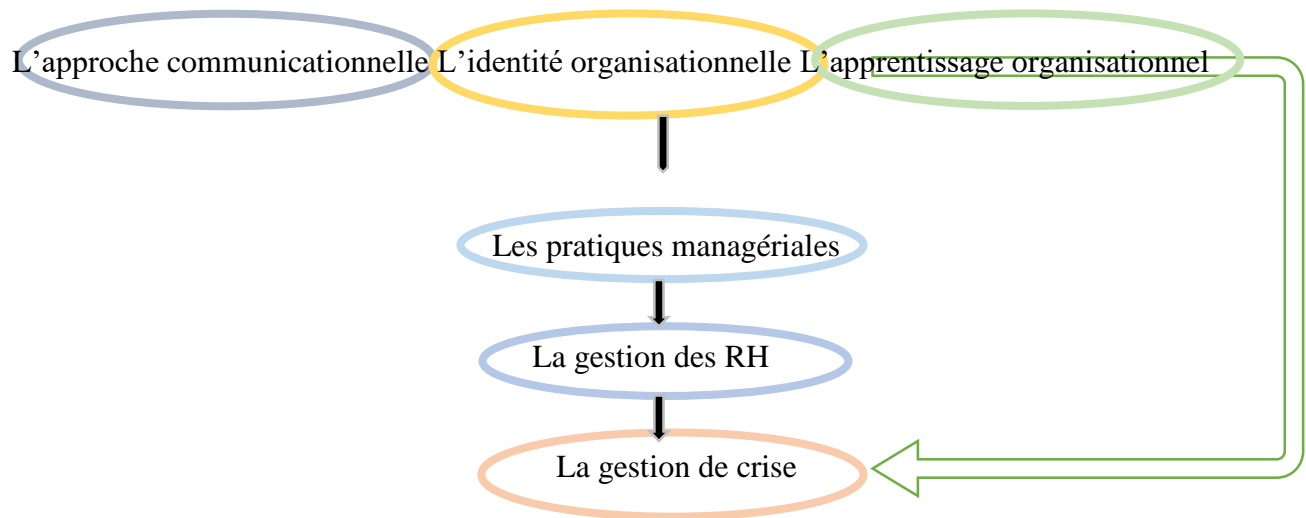 L’approche communicationnelle L’identité organisationnelle L’apprentissage organisationnel
Les pratiques managériales
La gestion des RH
La gestion de crise